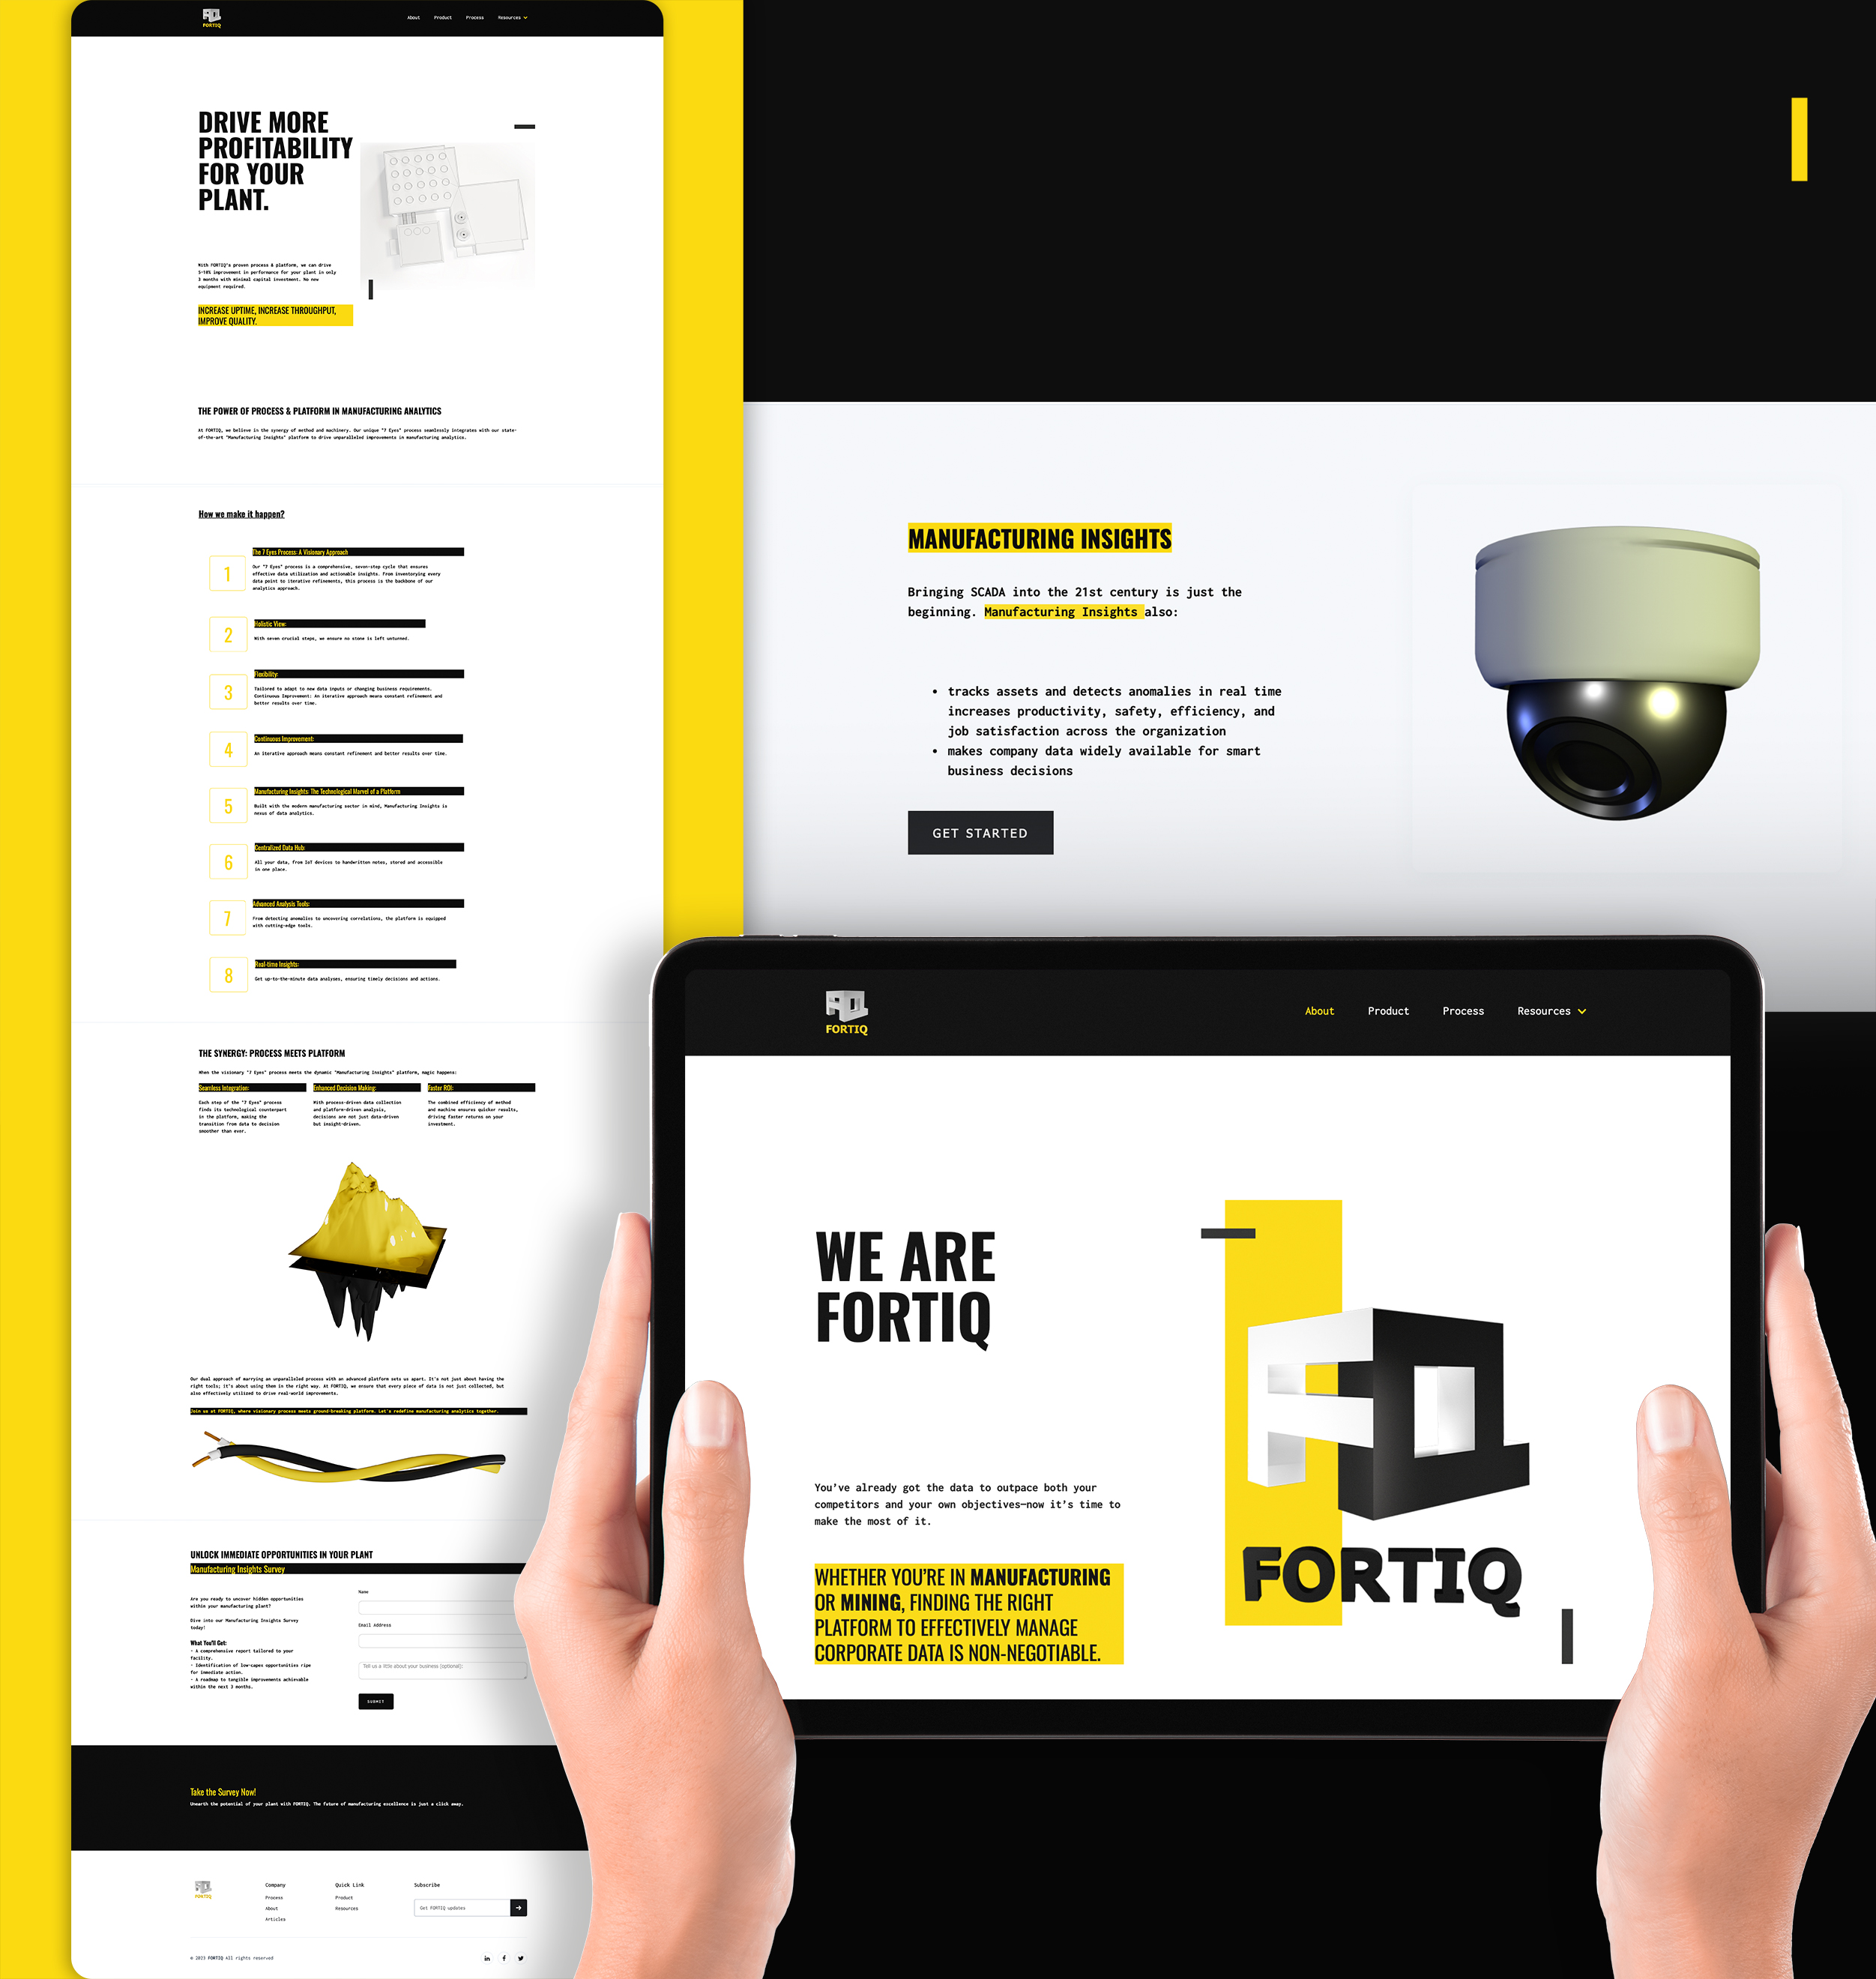 FORTIQ
About Product Process Resources
DRIVE MORE
PROFITABILITY
FOR YOUR
PLANT.
With FORTIQ's proven process & platform, we can drive
5-10% improvement in performance for your plant in only
3 months with minimal capital investment. No new
equipment required.
INCREASE UPTIME, INCREASE THROUGHPUT,
IMPROVE QUALITY.
THE POWER OF PROCESS & PLATFORM IN MANUFACTURING ANALYTICS
At FORTIQ, we believe in the synergy of method and machinery. Our unique "7 Eyes" process seamlessly integrates with our state-
of-the-art "Manufacturing Insights" platform to drive unparalleled improvements in manufacturing analytics.
How we make it happen?
1
The 7 Eyes Process: A Visionary Approach
Our "7 Eyes" process is a comprehensive, seven-step cycle that ensures
effective data utilization and actionable insights. From inventorying every
data point to iterative refinements, this process is the backbone of our
analytics approach.
2
Holistic View:
With seven crucial steps, we ensure no stone is left unturned.
3
Flexibility:
Tailored to adapt to new data inputs or changing business requirements.
Continuous Improvement: An iterative approach means constant refinement and
better results over time.
4
Continuous Improvement:
An iterative approach means constant refinement and better results over time.
5
Manufacturing Insights: The Technological Marvel of a Platform
Built with the modern manufacturing sector in mind, Manufacturing Insights is
nexus of data analytics.
6
Centralized Data Hub:
All your data, from IoT devices to handwritten notes, stored and accessible
in one place.
7
Advanced Analysis Tools:
From detecting anomalies to uncovering correlations, the platform is equipped
with cutting-edge tools.
8
Real-time Insights:
Get up-to-the-minute data analyses, ensuring timely decisions and actions.
THE SYNERGY: PROCESS MEETS PLATFORM
When the visionary "7 Eyes" process meets the dynamic "Manufacturing Insights" platform, magic happens:
Seamless Integration:
Each step of the "7 Eyes" process
finds its technological counterpart
in the platform, making the
transition from data to decision
smoother than ever.
Enhanced Decision Making:
With process-driven data collection
and platform-driven analysis,
decisions are not just data-driven
but insight-driven.
Faster ROI:
The combined efficiency of method
and machine ensures quicker results,
driving faster returns on your
investment.
Our dual approach of marrying an unparalleled process with an advanced platform sets us apart. It's not just about having the
right tools; it's about using them in the right way. At FORTIQ, we ensure that every piece of data is not just collected, but
also effectively utilized to drive real-world improvements.
Join us at FORTIQ, where visionary process meets ground-breaking platform. Let's redefine manufacturing analytics together.
UNLOCK IMMEDIATE OPPORTUNITIES IN YOUR PLANT
Manufacturing Insights Survey
Are you ready to uncover hidden opportunities
within your manufacturing plant?
Dive into our Manufacturing Insights Survey
today!
What You'll Get:
- A comprehensive report tailored to your
facility.
- Identification of low-capex opportunities ripe
for immediate action.
- A roadmap to tangible improvements achievable
within the next 3 months.
Name
Email Address
Tell us a little about your business (optional):
SUBMIT
Take the Survey Now!
Unearth the potential of your plant with FORTIQ. The future of manufacturing excellence is just a click away.
FORTIQ
Company
Process
About
Articles
Quick Link
Product
Resources
Subscribe
Get FORTIQ updates
© 2023 FORTIQ All rights reserved
MANUFACTURING INSIGHTS
Bringing SCADA into the 21st century is just the
beginning. Manufacturing Insights also:
• tracks assets and detects anomalies in real time
increases productivity, safety, efficiency, and
job satisfaction across the organization
• makes company data widely available for smart
business decisions
GET STARTED
FORTIQ
About Product Process Resources
WE ARE
FORTIQ
You've already got the data to outpace both your
competitors and your own objectives—now it's time to
make the most of it.
WHETHER YOU'RE IN MANUFACTURING
OR MINING, FINDING THE RIGHT
PLATFORM TO EFFECTIVELY MANAGE
CORPORATE DATA IS NON-NEGOTIABLE.
FORTIQ